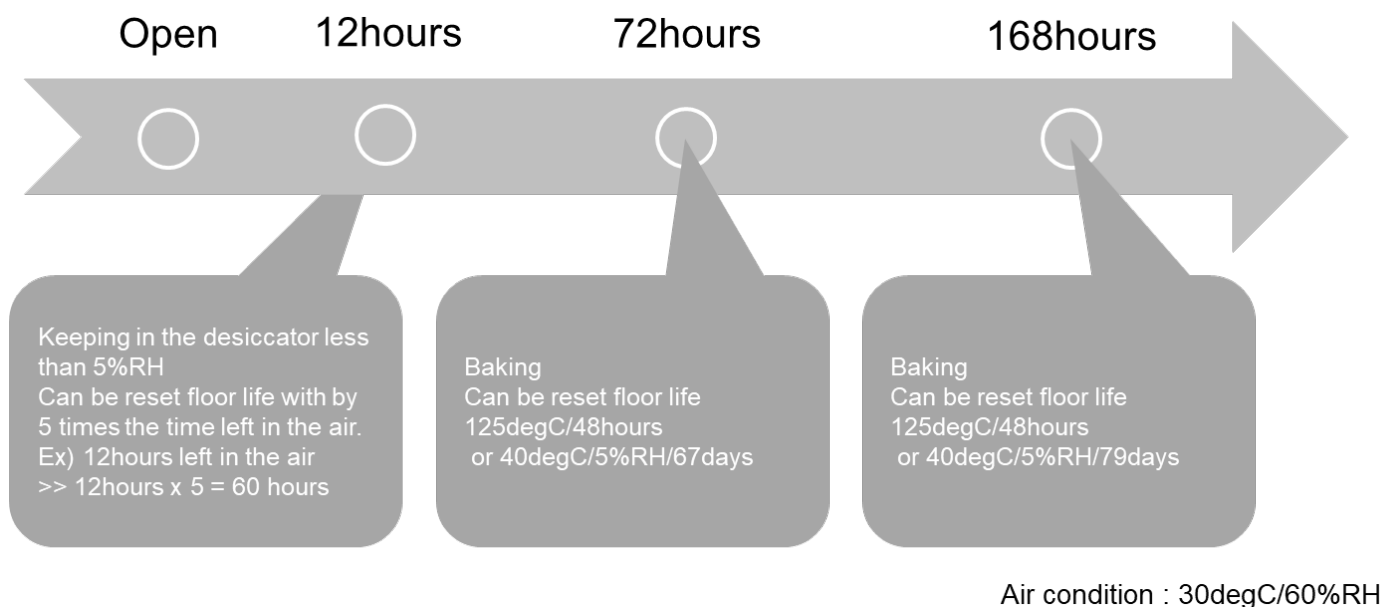 Open
12hours
72hours
168hours
Keeping in the desiccator less
than 5%RH
Can be reset floor life with by
5 times the time left in the air.
Ex) 12hours left in the air
>> 12hours x 5 = 60 hours
Baking
Can be reset floor life
125degC/48hours
or 40degC/5%RH/67days
Baking
Can be reset floor life
125degC/48hours
or 40degC/5%RH/79days
Air condition : 30degC/60%RH